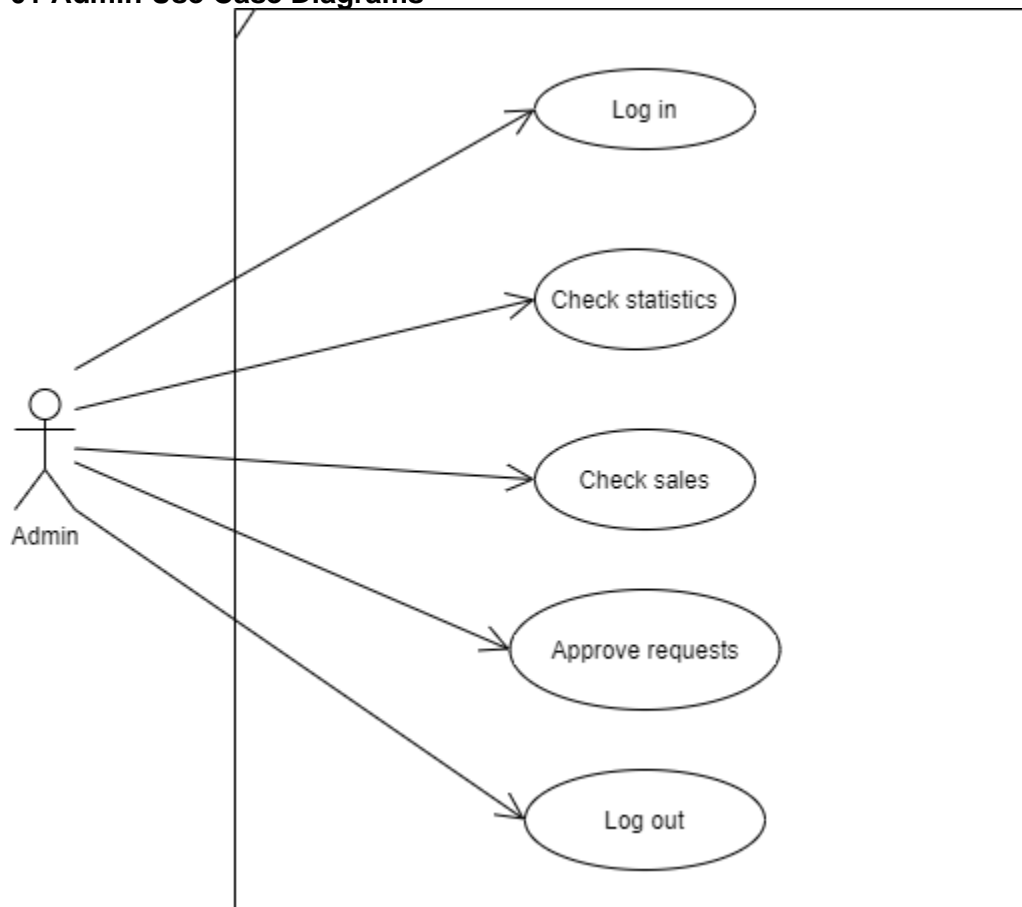 Admin Use Case Diagrams
Log in
Check statistics
Check sales
Admin
Approve requests
Log out